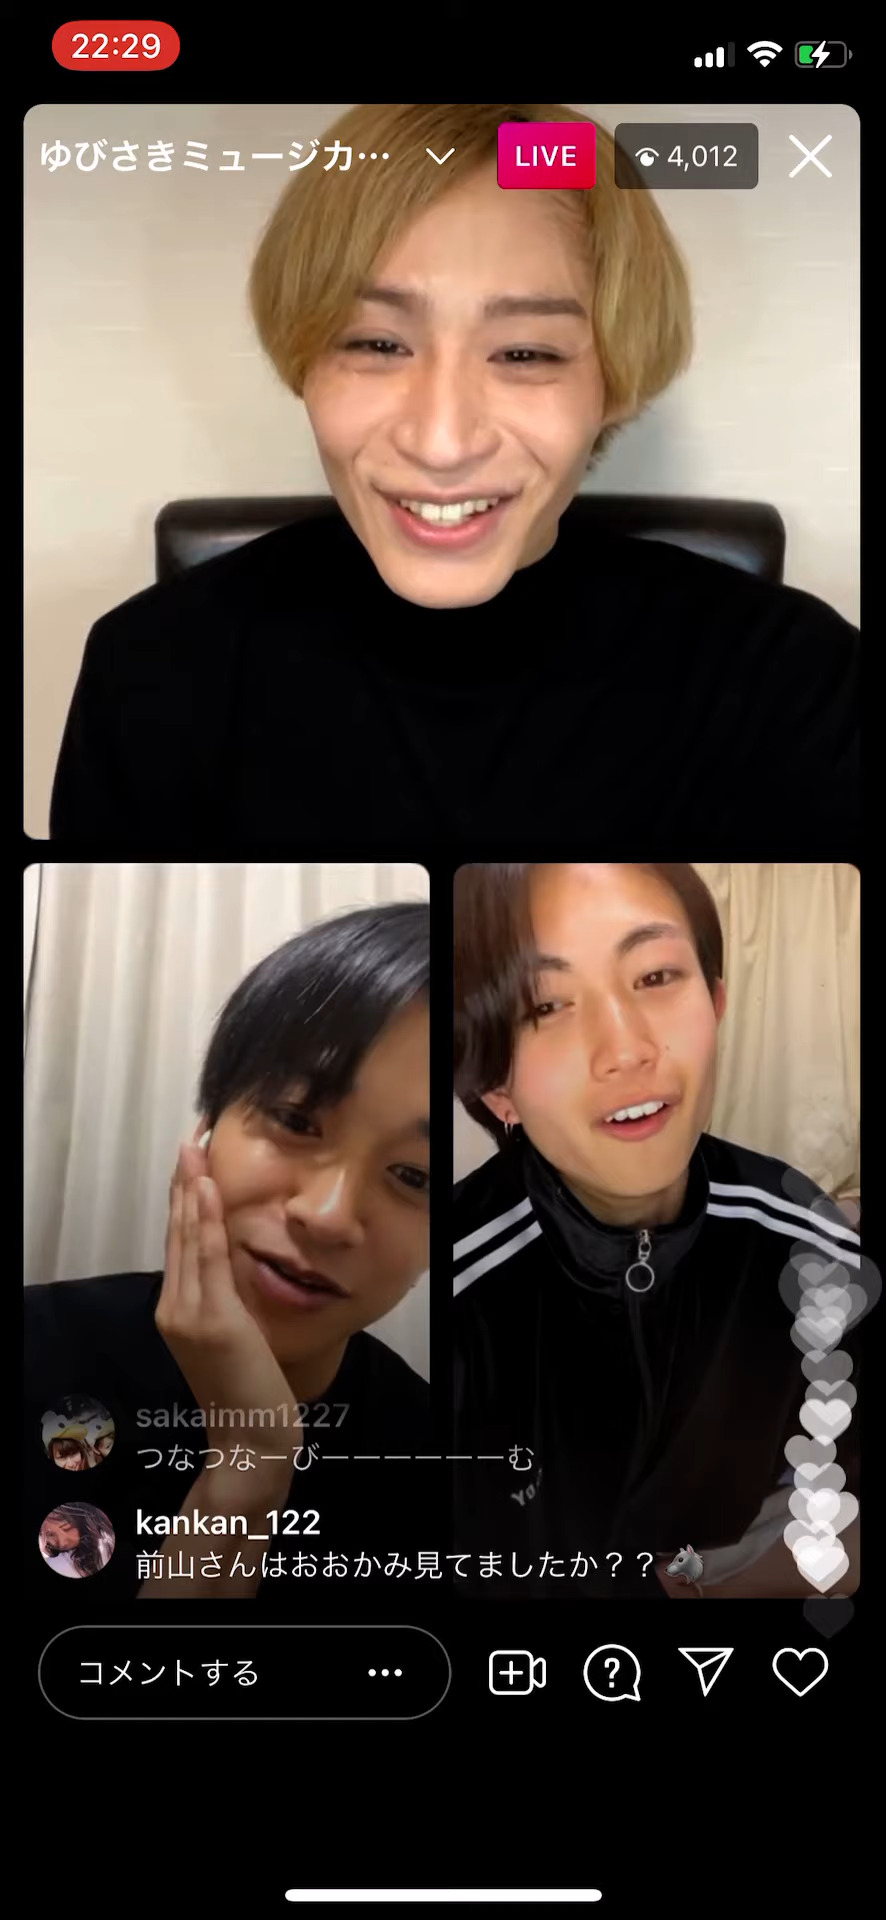 22:29
ゆびさきミュージカ…
LIVE
4,012
sakaimm1227
つなつなーびーーーーーーーむ
kankan_122
前山さんはおおかみ見てましたか？？🐺
コメントする